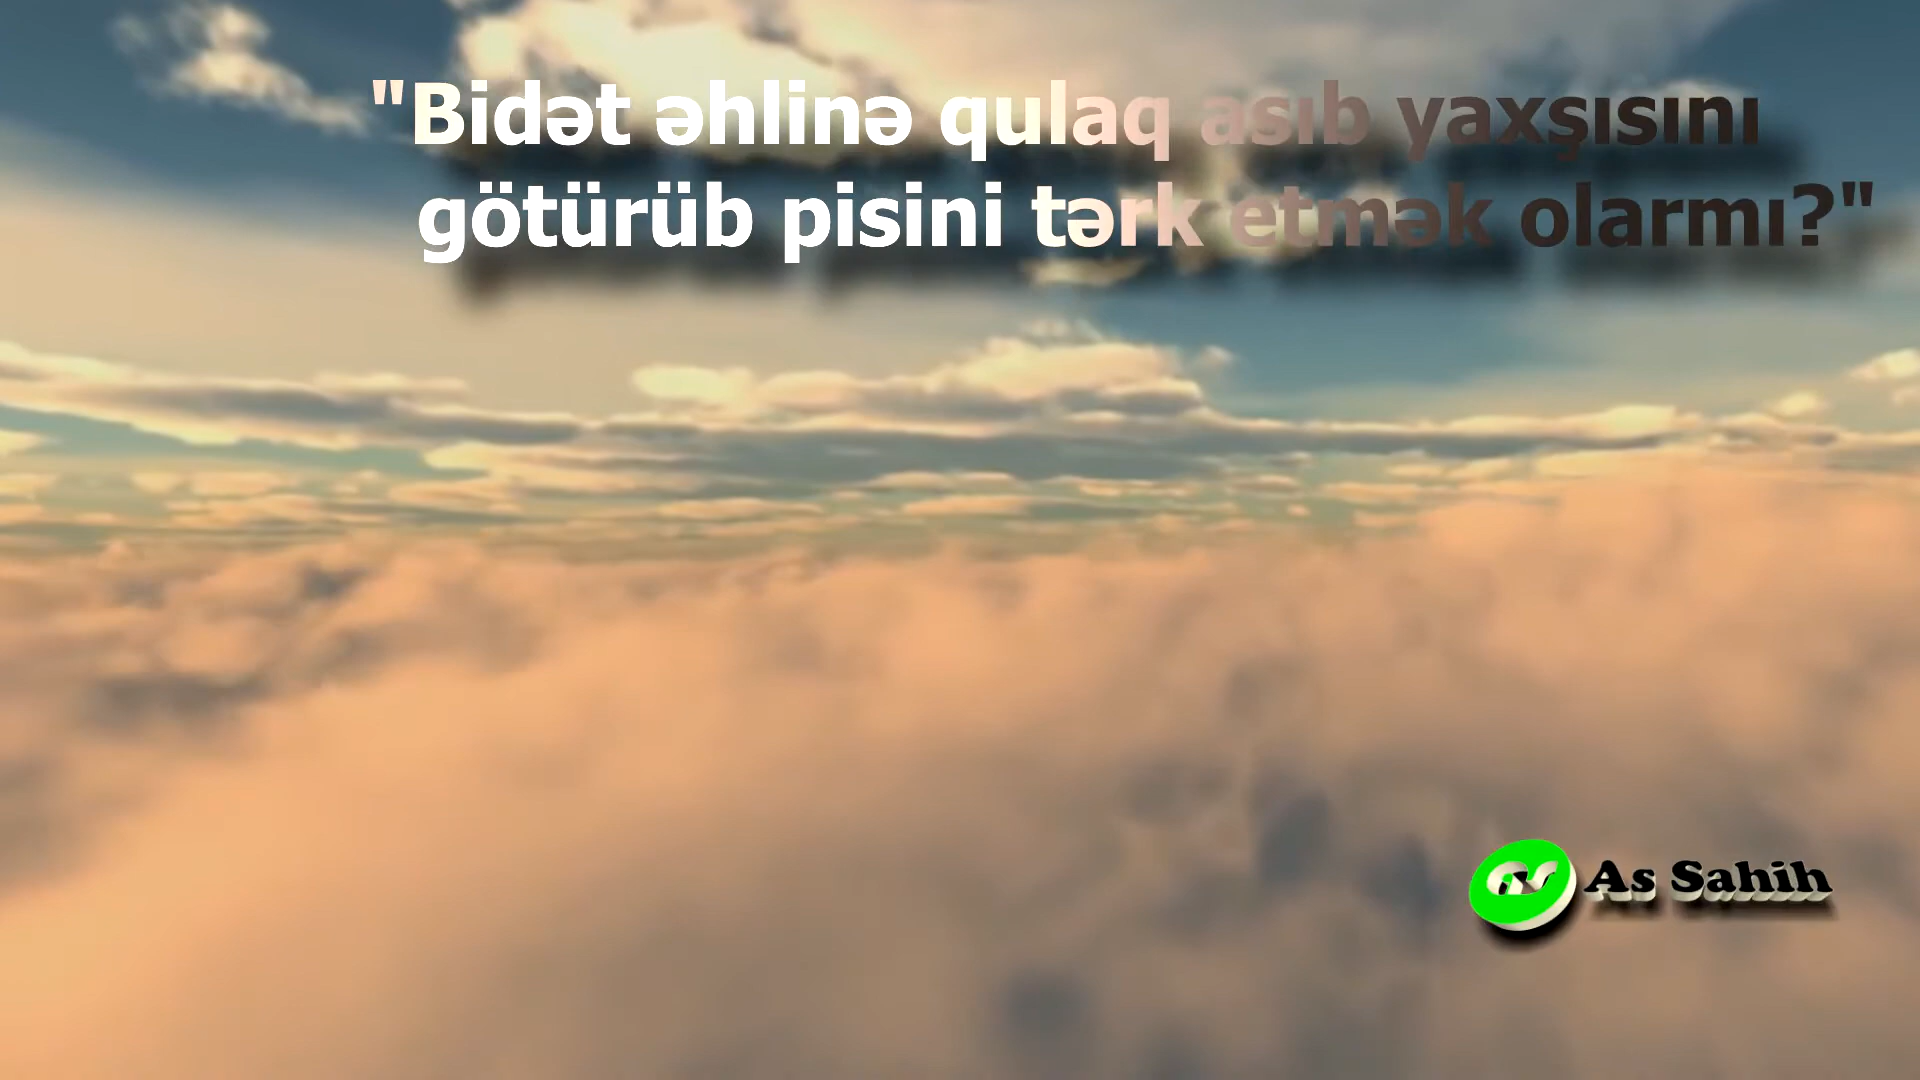 "Bidət əhlinə qulaq asıb yaxşısını
götürüb pisini tərk etmək olarmı?"
As Sahih